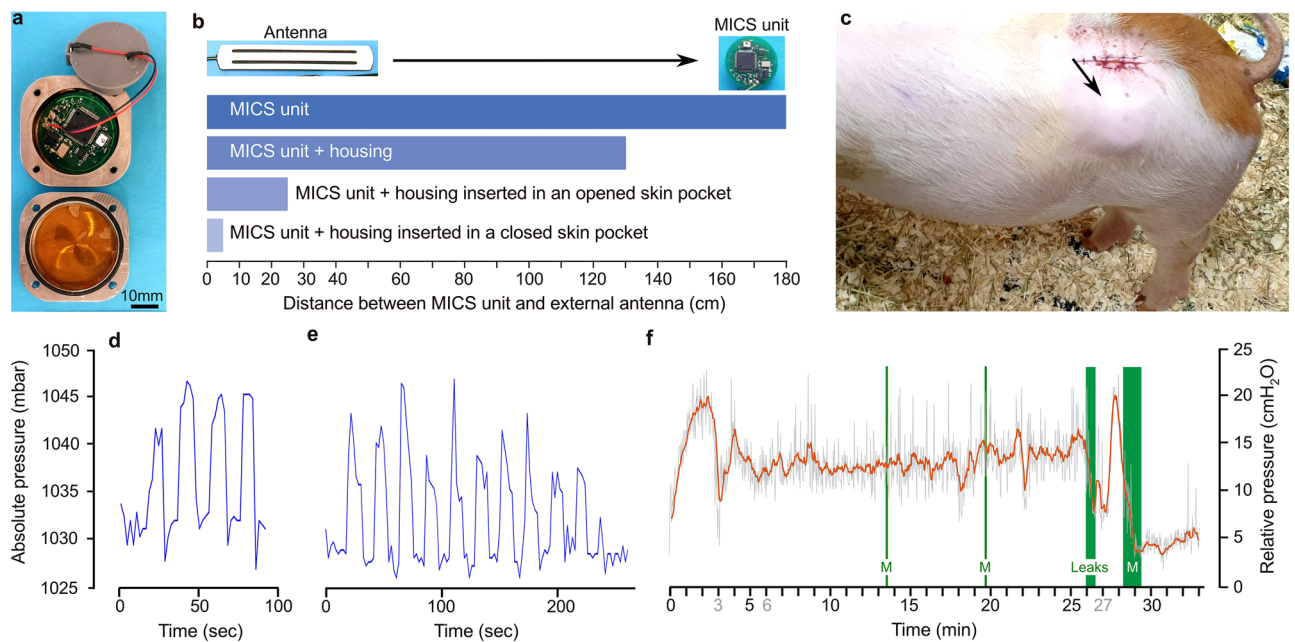 a
10mm
b
Antenna
MICS unit
MICS unit
MICS unit + housing
MICS unit + housing inserted in an opened skin pocket
MICS unit + housing inserted in a closed skin pocket
0 10 20 30 40 60 80 100 120 140 160 180
Distance between MICS unit and external antenna (cm)
c
d
Absolute pressure (mbar)
1050
1045
1040
1035
1030
1025
0 50 100
Time (sec)
e
0 100 200
Time (sec)
f
M M Leaks M
0 3 5 6 10 15 20 25 27 30
Time (min)
25
20
15
10
5
0
Relative pressure (cmH₂O)